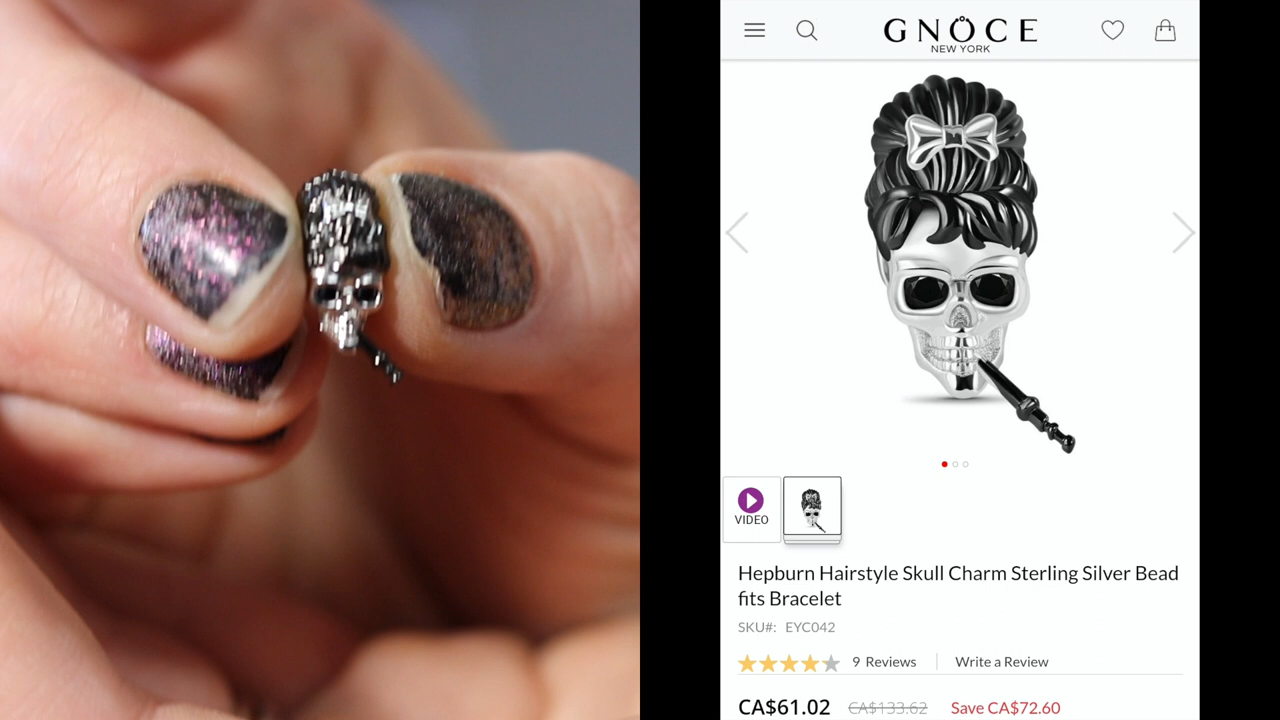 GNOCE
NEW YORK
VIDEO
Hepburn Hairstyle Skull Charm Sterling Silver Bead
fits Bracelet
SKU#: EYC042
9 Reviews
Write a Review
CA$61.02 CA$133.62 Save CA$72.60